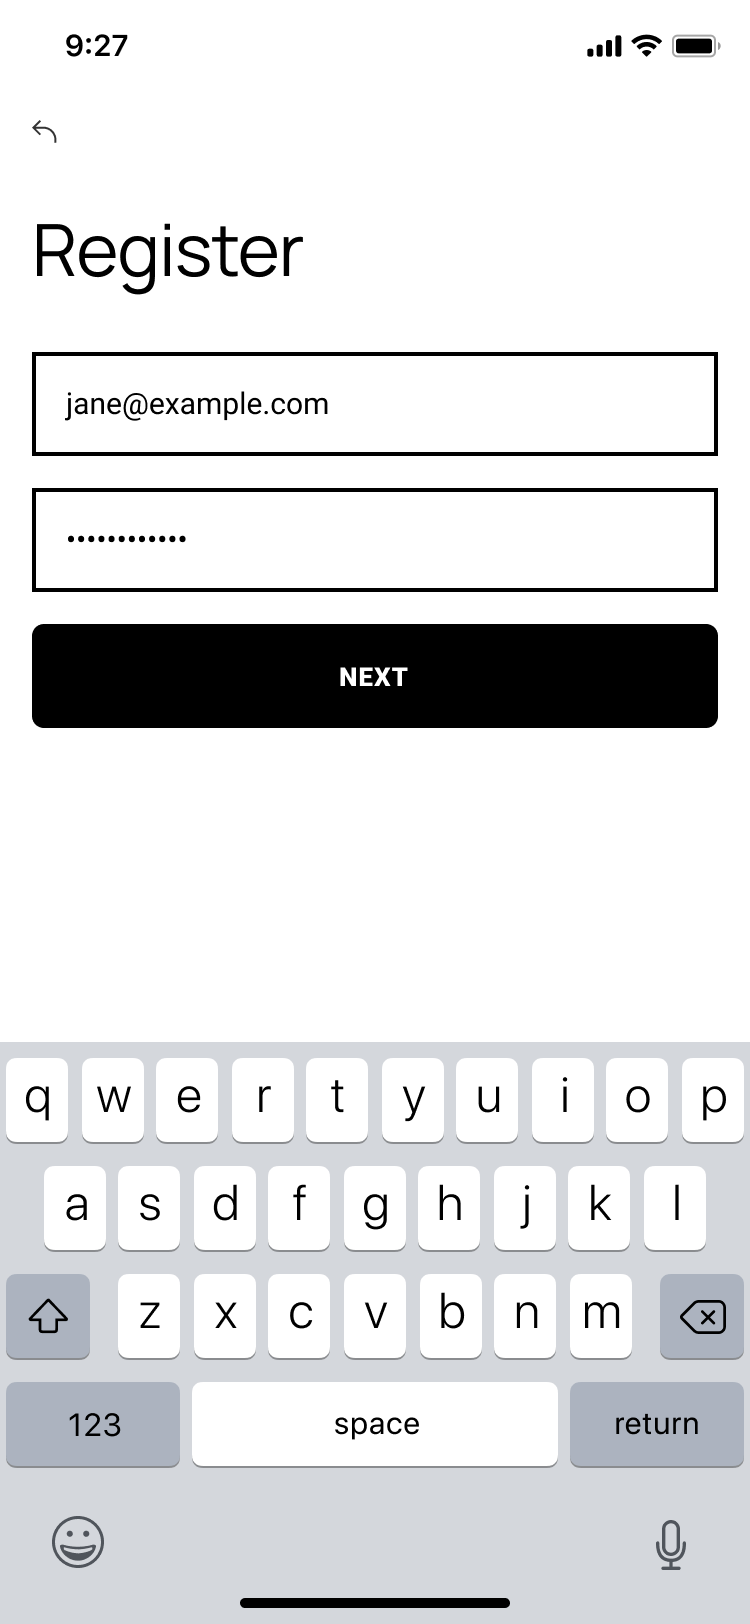 9:27
Register
jane@example.com
••••••••••••
NEXT
q w e r t y u i o p
a s d f g h j k l
z x c v b n m
123 space return